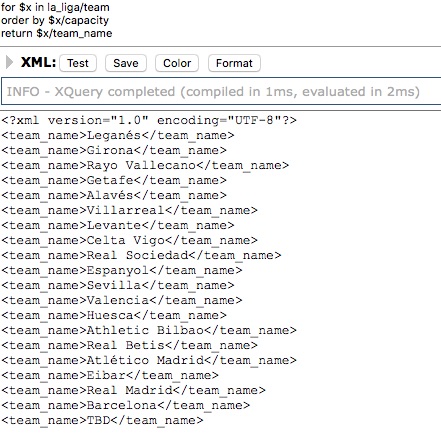 for $x in la_liga/team
order by $x/capacity
return $x/team_name
XML: Test Save Color Format
INFO - XQuery completed (compiled in 1ms, evaluated in 2ms)
<?xml version="1.0" encoding="UTF-8"?>
<team_name>Leganés</team_name>
<team_name>Girona</team_name>
<team_name>Rayo Vallecano</team_name>
<team_name>Getafe</team_name>
<team_name>Alavés</team_name>
<team_name>Villarreal</team_name>
<team_name>Levante</team_name>
<team_name>Celta Vigo</team_name>
<team_name>Real Sociedad</team_name>
<team_name>Espanyol</team_name>
<team_name>Sevilla</team_name>
<team_name>Valencia</team_name>
<team_name>Huesca</team_name>
<team_name>Athletic Bilbao</team_name>
<team_name>Real Betis</team_name>
<team_name>Atlético Madrid</team_name>
<team_name>Eibar</team_name>
<team_name>Real Madrid</team_name>
<team_name>Barcelona</team_name>
<team_name>TBD</team_name>